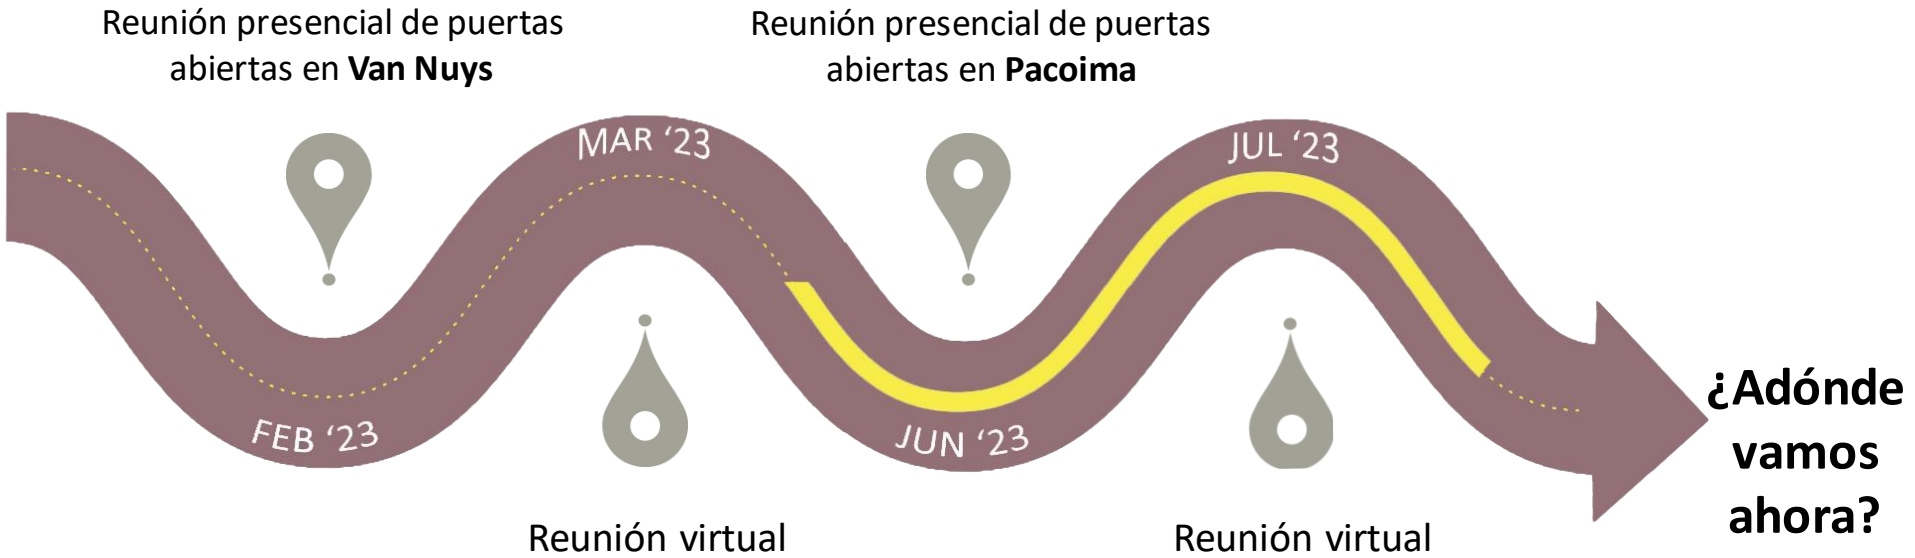 Reunión presencial de puertas
abiertas en Van Nuys
Reunión presencial de puertas
abiertas en Pacoima
MAR ‘23
JUL ‘23
FEB ‘23
JUN ‘23
¿Adónde
vamos
ahora?
Reunión virtual
Reunión virtual